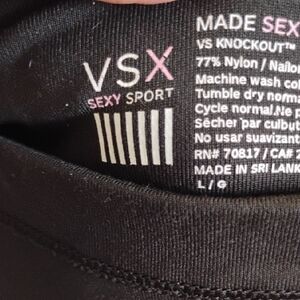 VSX
SEXY SPORT
MADE SEX
VS KNOCKOUT™
77% Nylon / Nailon
Machine wash col
Tumble dry norm
Cycle normal.Ne p
Sécher par culbut
No usar suavizant
RN# 70817 / CA#
MADE IN SRI LANK
L / G